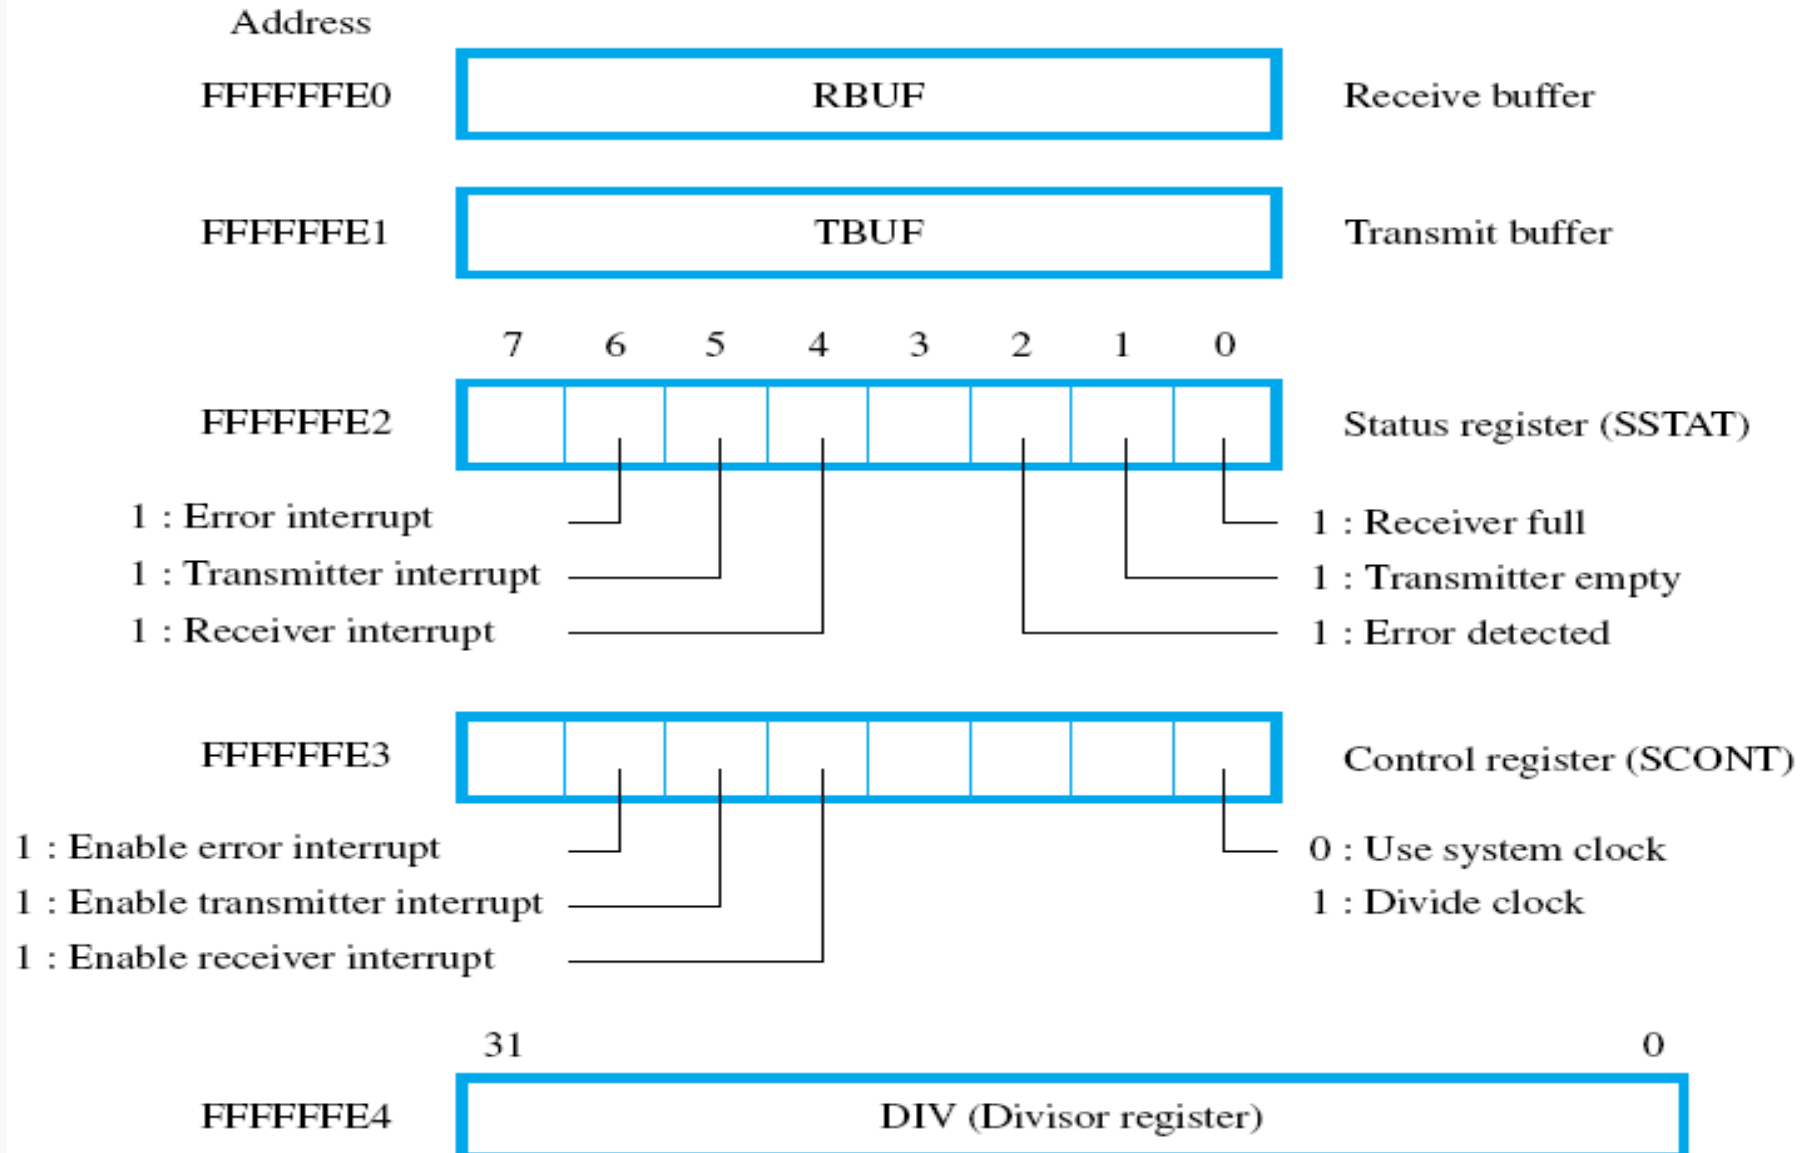 Address
FFFFFFE0 RBUF Receive buffer
FFFFFFE1 TBUF Transmit buffer
7 6 5 4 3 2 1 0
FFFFFFE2 Status register (SSTAT)
1 : Error interrupt 1 : Receiver full
1 : Transmitter interrupt 1 : Transmitter empty
1 : Receiver interrupt 1 : Error detected
FFFFFFE3 Control register (SCONT)
1 : Enable error interrupt 0 : Use system clock
1 : Enable transmitter interrupt 1 : Divide clock
1 : Enable receiver interrupt
31 0
FFFFFFE4 DIV (Divisor register)